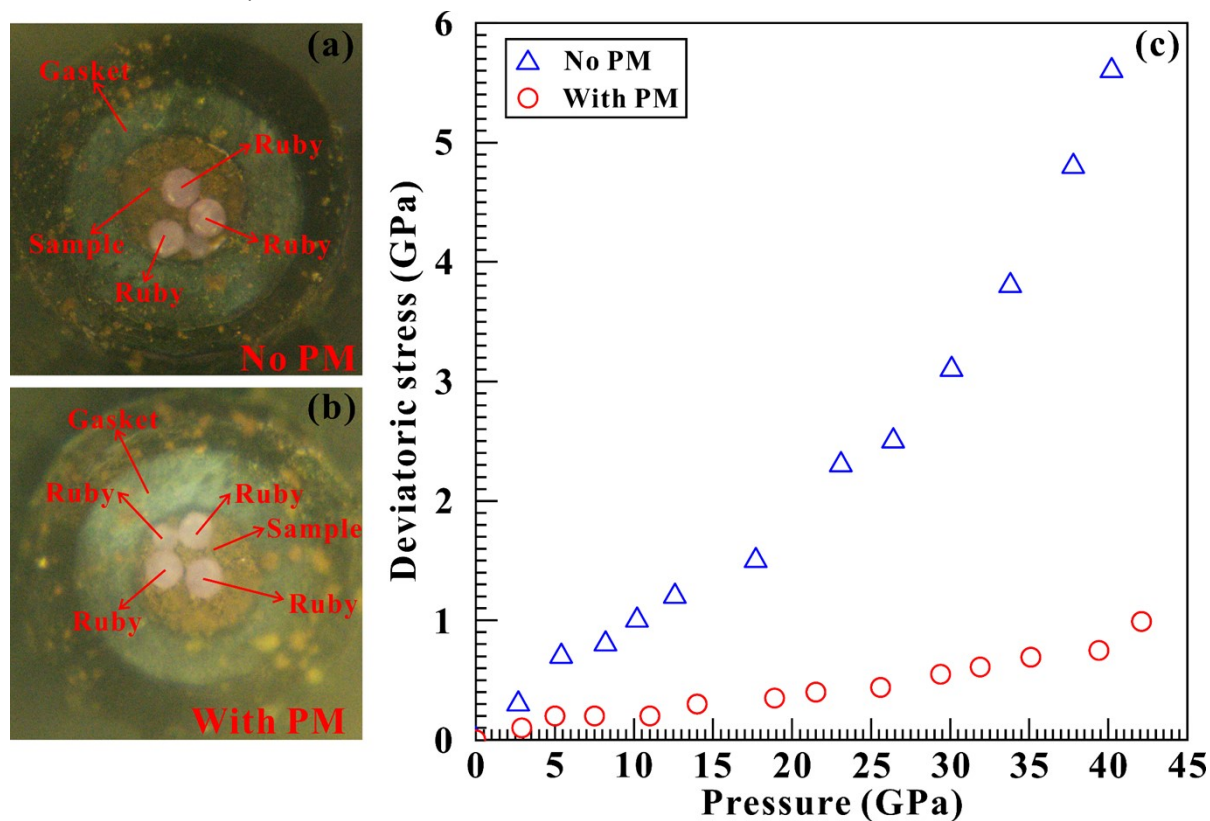 (a)
Gasket
Ruby
Sample
Ruby
Ruby
No PM
(b)
Gasket
Ruby
Ruby
Sample
Ruby
Ruby
With PM
(c)
No PM
With PM
Deviatoric stress (GPa)
6
5
4
3
2
1
0
0 5 10 15 20 25 30 35 40 45
Pressure (GPa)